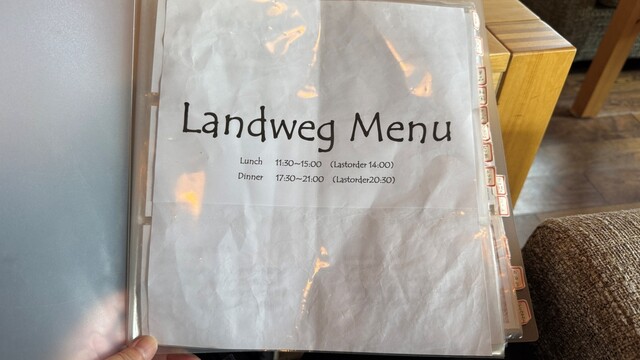 Landweg Menu
Lunch 11:30~15:00 (Lastorder 14:00)
Dinner 17:30~21:00 (Lastorder20:30)